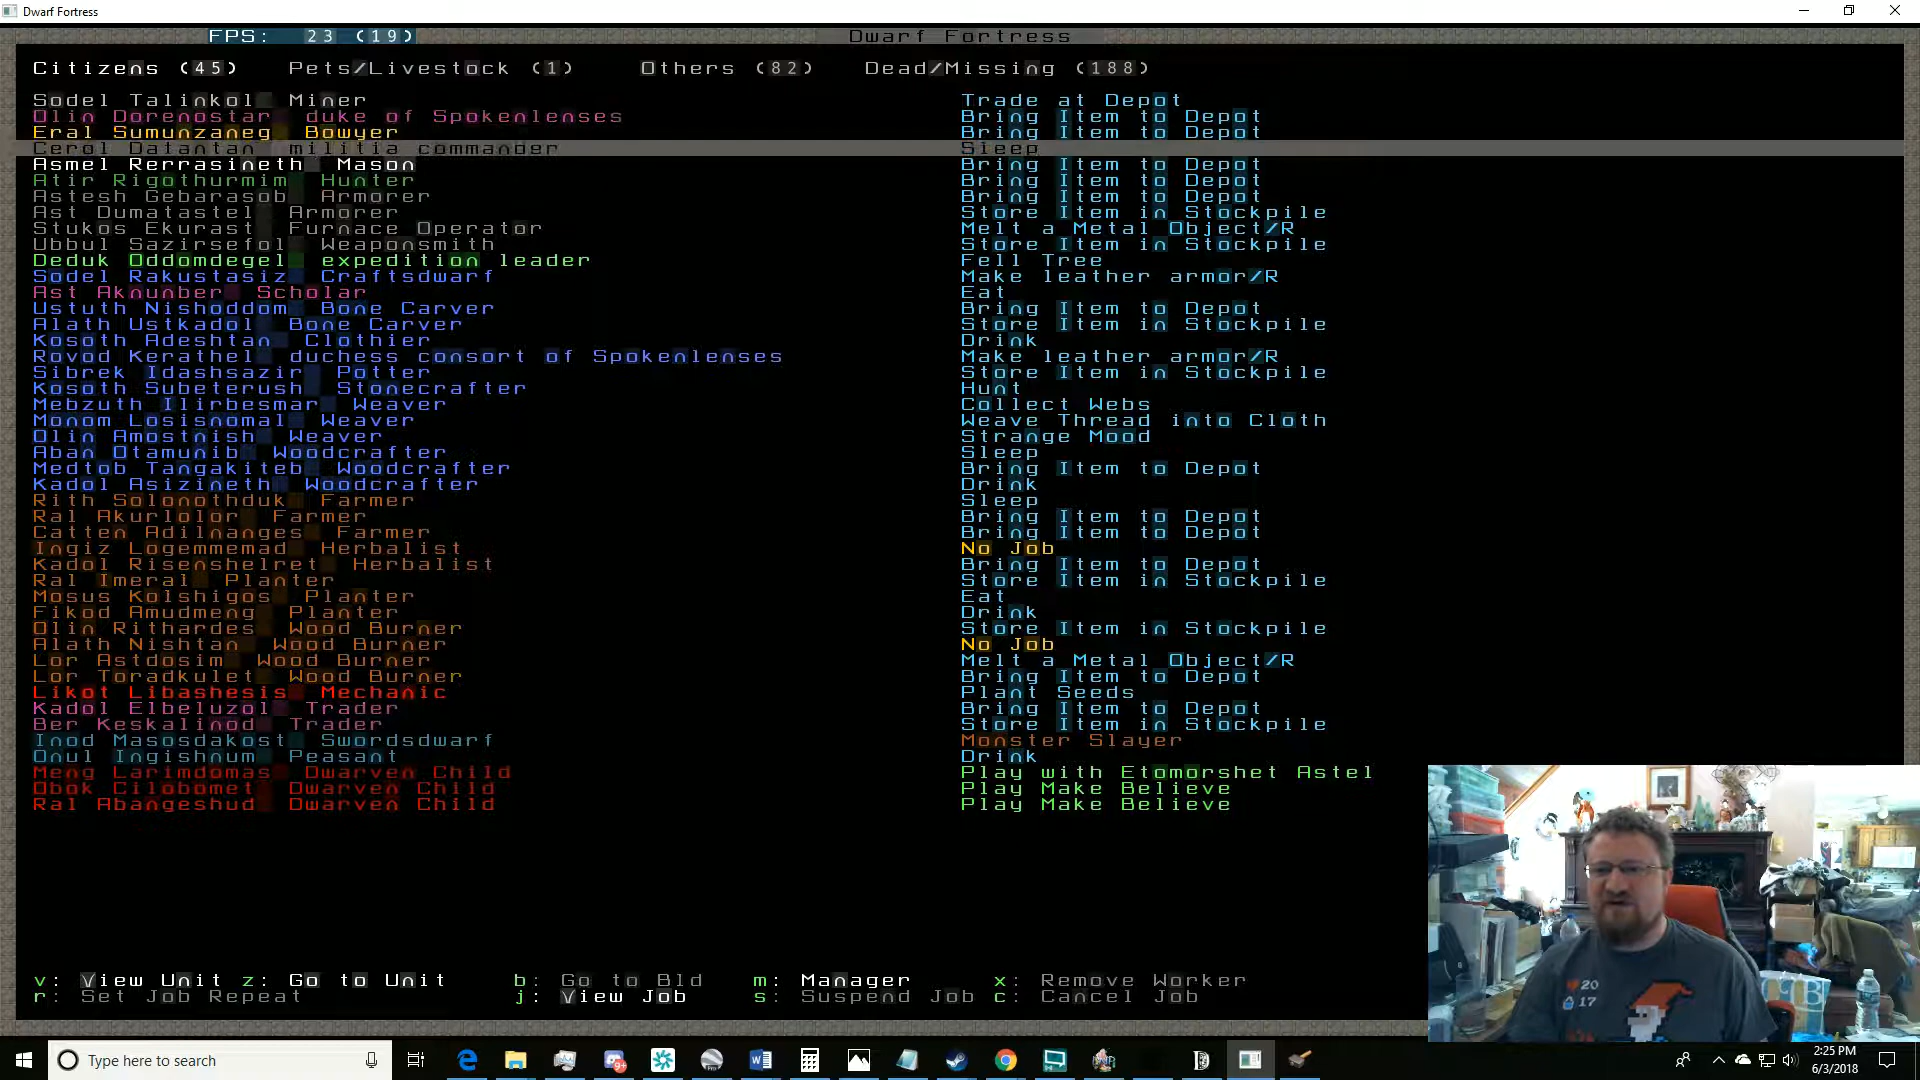 Dwarf Fortress
FPS: 23 (19) Dwarf Fortress
Citizens (45) Pets/Livestock (1) Others (82) Dead/Missing (188)
Sodel Talinkol Miner Trade at Depot
Olin Dorenostar duke of Spokenlenses Bring Item to Depot
Eral Sumunzaneg Bowyer Bring Item to Depot
Cerol Datantan militia commander Sleep
Asmel Rerrasineth Mason Bring Item to Depot
Atir Rigothurmim Hunter Bring Item to Depot
Astesh Gebarasob Armorer Bring Item to Depot
Ast Dumatastel Armorer Store Item in Stockpile
Stukos Ekurast Furnace Operator Melt a Metal Object/R
Ubbul Sazirsefol Weaponsmith Store Item in Stockpile
Deduk Oddomdegel expedition leader Fell Tree
Sodel Rakustasiz Craftsdwarf Make leather armor/R
Ast Aknunber Scholar Eat
Ustuth Nishoddom Bone Carver Bring Item to Depot
Alath Ustkadol Bone Carver Store Item in Stockpile
Kosoth Adeshtan Clothier Drink
Rovod Kerathel duchess consort of Spokenlenses Make leather armor/R
Sibrek Idashsazir Potter Store Item in Stockpile
Kosoth Subeterush Stonecrafter Hunt
Mebzuth Ilirbesmar Weaver Collect Webs
Monom Losisnomal Weaver Weave Thread into Cloth
Olin Amostnish Weaver Strange Mood
Aban Otamunib Woodcrafter Sleep
Medtob Tangakiteb Woodcrafter Bring Item to Depot
Kadol Asizineth Woodcrafter Drink
Rith Solonothduk Farmer Sleep
Ral Akurlolor Farmer Bring Item to Depot
Catten Adilnanges Farmer Bring Item to Depot
Ingiz Logemmemad Herbalist No Job
Kadol Risenshelret Herbalist Bring Item to Depot
Ral Imeral Planter Store Item in Stockpile
Mosus Kolshigos Planter Eat
Fikod Amudmeng Planter Drink
Olin Rithardes Wood Burner Store Item in Stockpile
Alath Nishtan Wood Burner No Job
Lor Astdosim Wood Burner Melt a Metal Object/R
Lor Toradkulet Wood Burner Bring Item to Depot
Likot Libashesis Mechanic Plant Seeds
Kadol Elbeluzol Trader Bring Item to Depot
Ber Keskalinod Trader Store Item in Stockpile
Inod Masosdakost Swordsdwarf Monster Slayer
Onul Ingishnum Peasant Drink
Meng Larimdomas Dwarven Child Play with Etomorshet Astel
Obok Cilobomet Dwarven Child Play Make Believe
Ral Abangeshud Dwarven Child Play Make Believe
v: View Unit z: Go to Unit b: Go to Bld m: Manager x: Remove Worker
r: Set Job Repeat j: View Job s: Suspend Job c: Cancel Job
20
17
Type here to search
9+
2:25 PM
6/3/2018